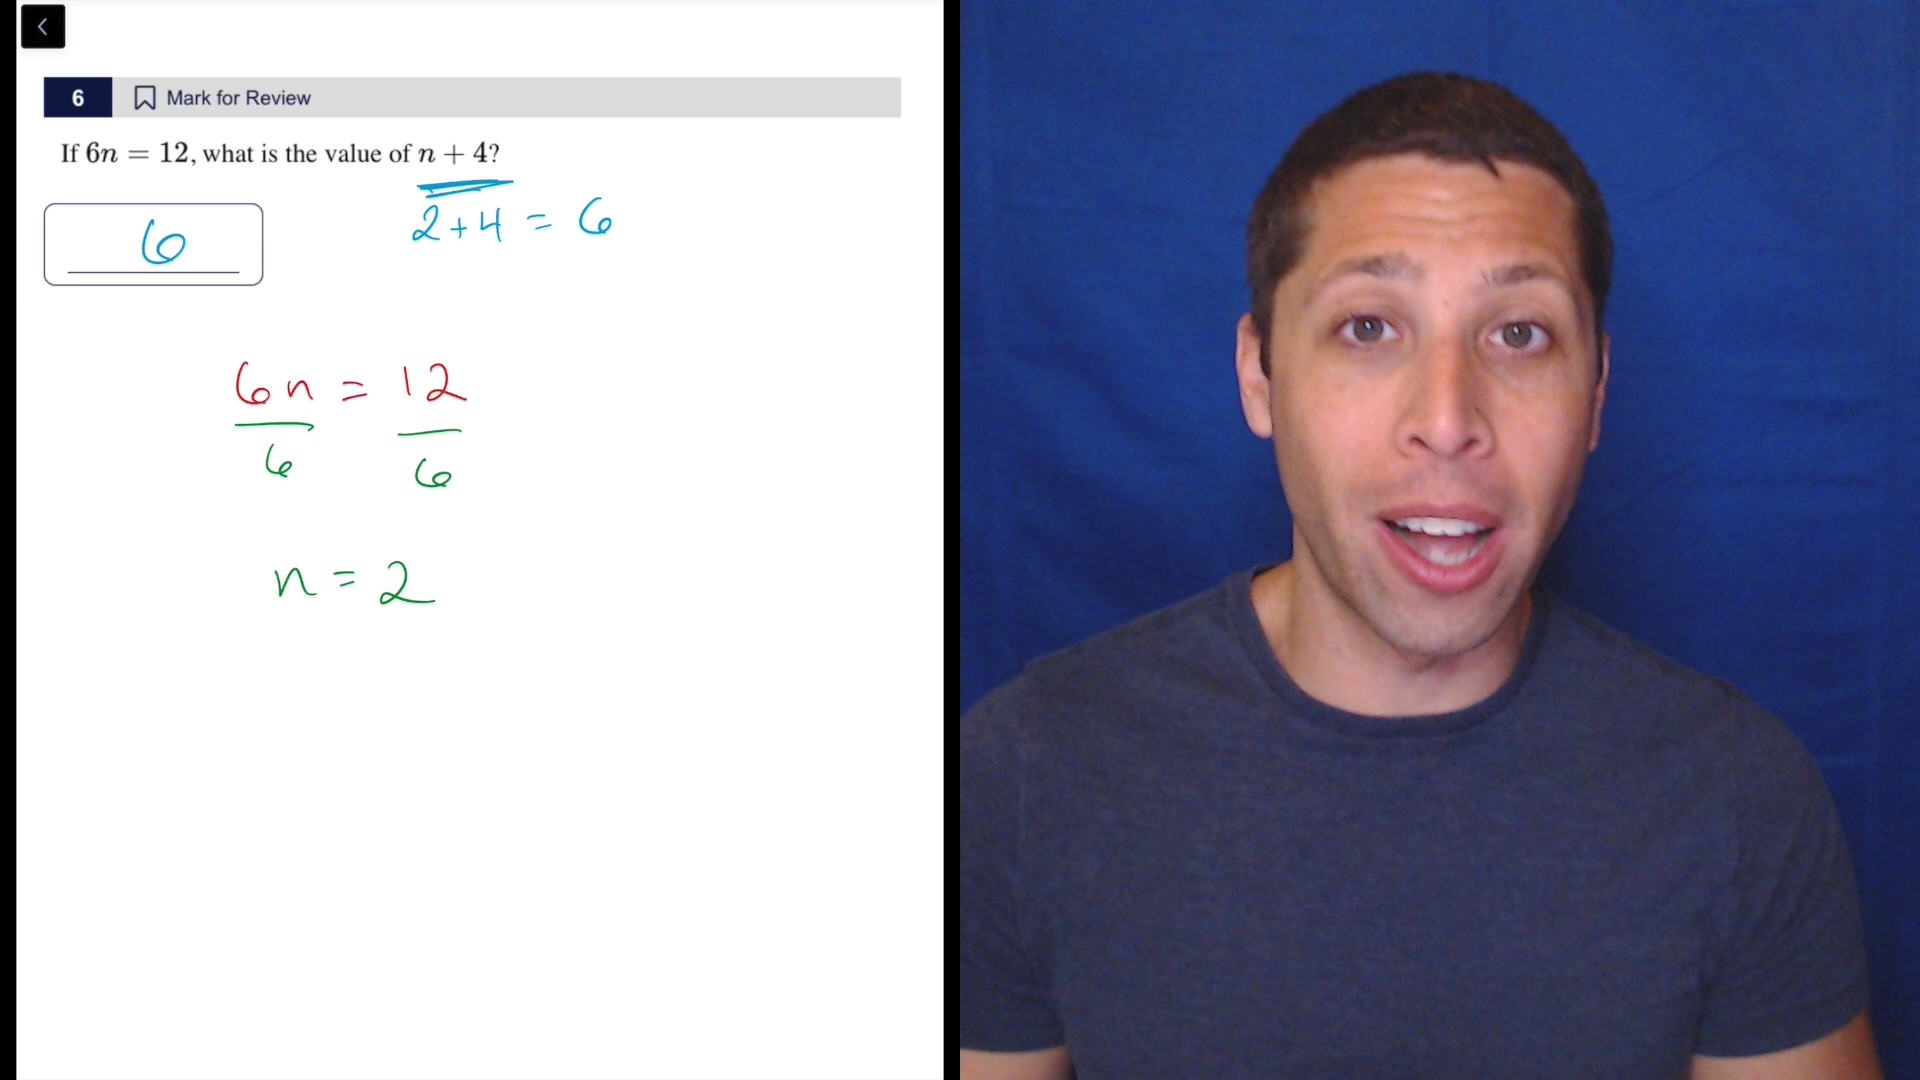 6 Mark for Review
If 6n = 12, what is the value of n + 4?
6
2+4 = 6
6n = 12
6 6
n = 2